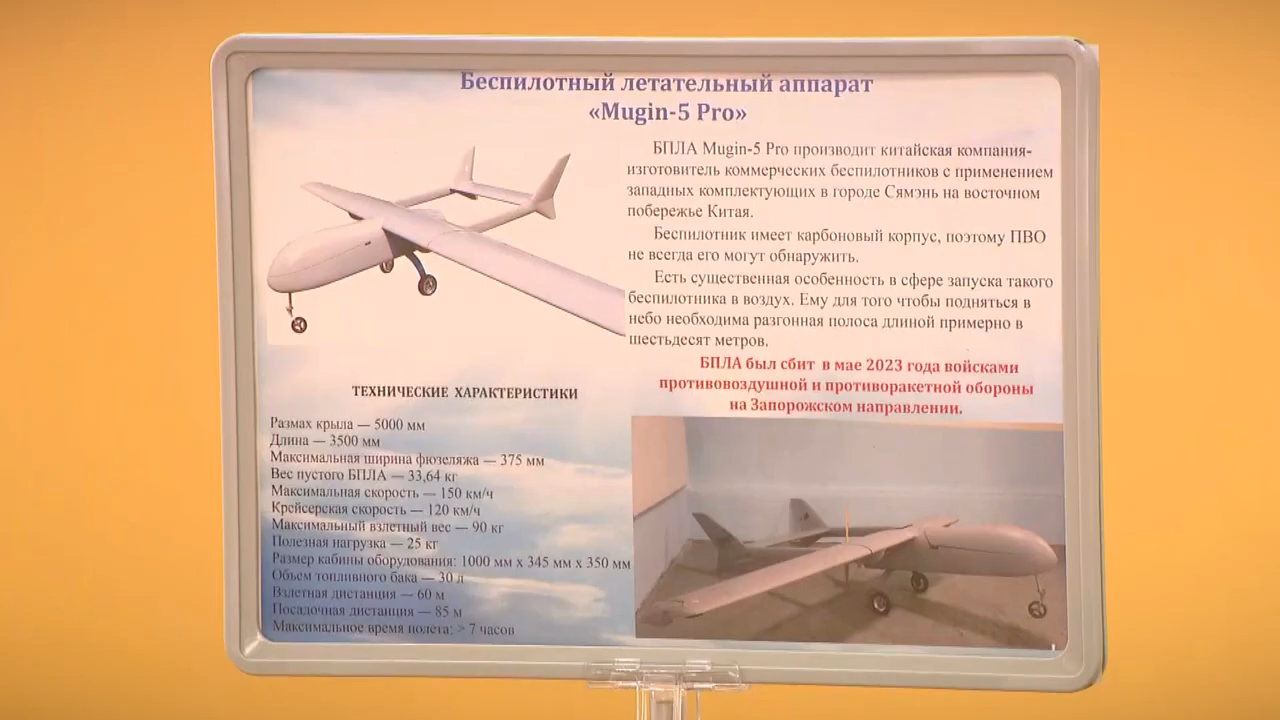 Беспилотный летательный аппарат
«Mugin-5 Pro»
БПЛА Mugin-5 Pro производит китайская компания-
изготовитель коммерческих беспилотников с применением
западных комплектующих в городе Сямэнь на восточном
побережье Китая.
Беспилотник имеет карбоновый корпус, поэтому ПВО
не всегда его могут обнаружить.
Есть существенная особенность в сфере запуска такого
беспилотника в воздух. Ему для того чтобы подняться в
небо необходима разгонная полоса длиной примерно в
шестьдесят метров.
БПЛА был сбит в мае 2023 года войсками
противовоздушной и противоракетной обороны
на Запорожском направлении.
ТЕХНИЧЕСКИЕ ХАРАКТЕРИСТИКИ
Размах крыла — 5000 мм
Длина — 3500 мм
Максимальная ширина фюзеляжа — 375 мм
Вес пустого БПЛА — 33,64 кг
Максимальная скорость — 150 км/ч
Крейсерская скорость — 120 км/ч
Максимальный взлетный вес — 90 кг
Полезная нагрузка — 25 кг
Размер кабины оборудования: 1000 мм х 345 мм х 350 мм
Объем топливного бака — 30 л
Взлетная дистанция — 60 м
Посадочная дистанция — 85 м
Максимальное время полета: > 7 часов